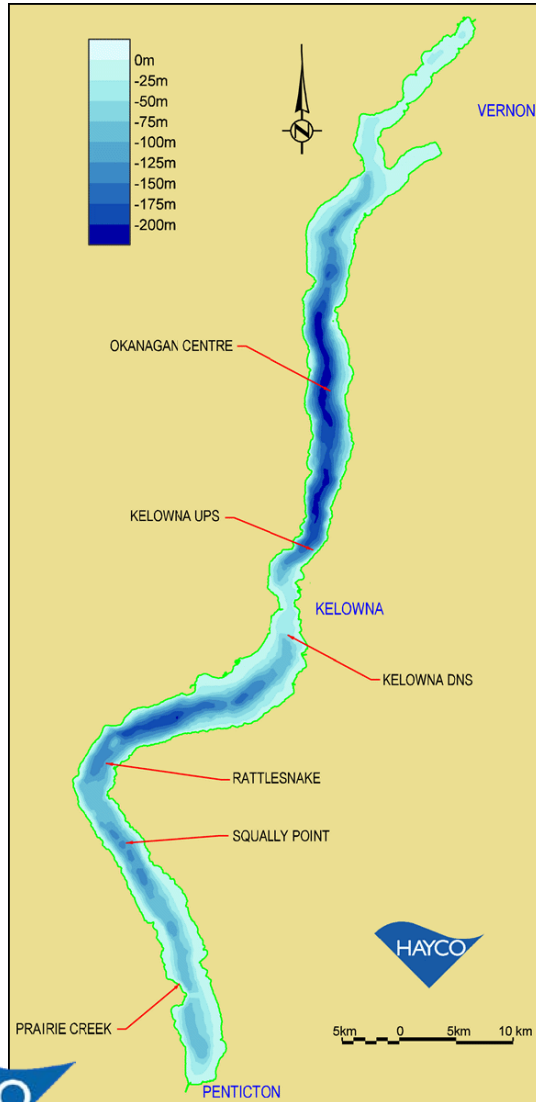 0m
-25m
-50m
-75m
-100m
-125m
-150m
-175m
-200m
N
VERNON
OKANAGAN CENTRE
KELOWNA UPS
KELOWNA
KELOWNA DNS
RATTLESNAKE
SQUALLY POINT
HAYCO
PRAIRIE CREEK
5km 0 5km 10 km
PENTICTON